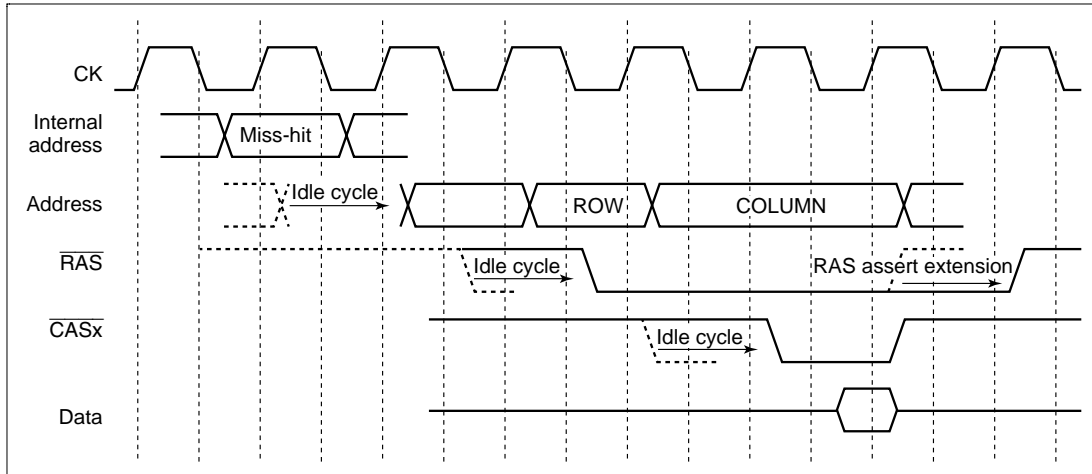 CK
Internal
address
Miss-hit
Address
Idle cycle
ROW
COLUMN
RAS
Idle cycle
RAS assert extension
CASx
Idle cycle
Data